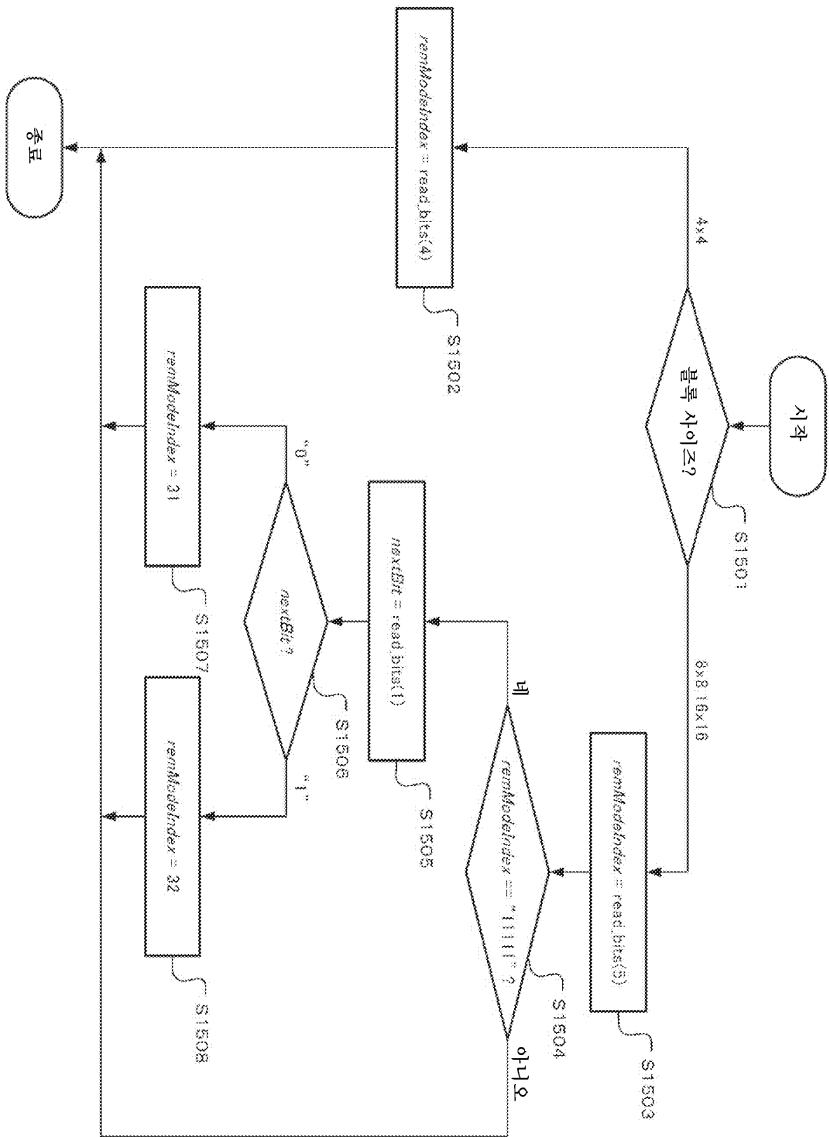 시작
블록 사이즈?
S1501
4x4
8x8 16x16
remModeIndex = read_bits(4)
S1502
remModeIndex = read_bits(5)
S1503
remModeIndex == "11111" ?
S1504
네
아니오
nextBit = read_bits(1)
S1505
nextBit ?
S1506
"0"
"1"
remModeIndex = 31
S1507
remModeIndex = 32
S1508
종료